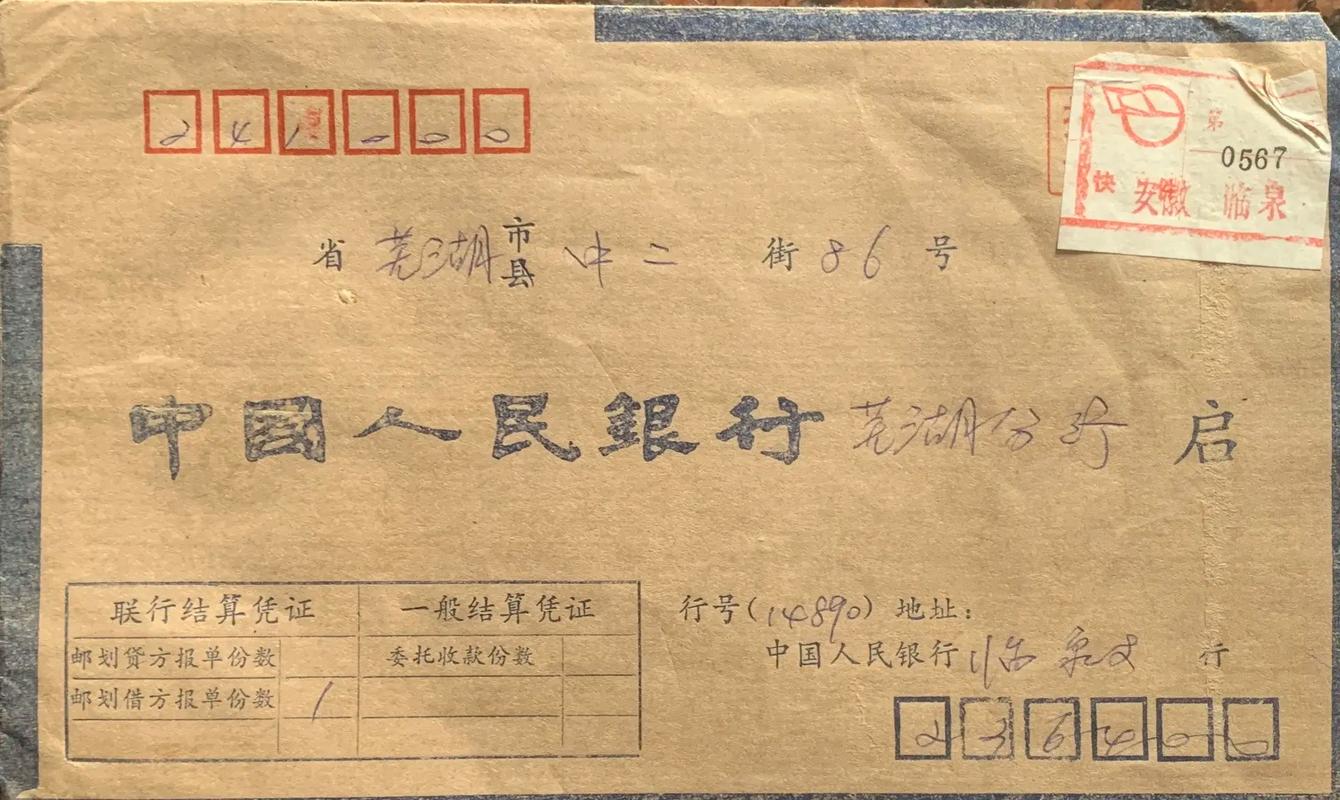 241000
第
0567
快 安徽 临泉
省 芜湖 市县 中二 街 86 号
中国人民銀行 芜湖分行 启
联行结算凭证 一般结算凭证
邮划贷方报单份数 委托收款份数
邮划借方报单份数 1
行号(14890) 地址:
中国人民银行 临泉支 行
236400